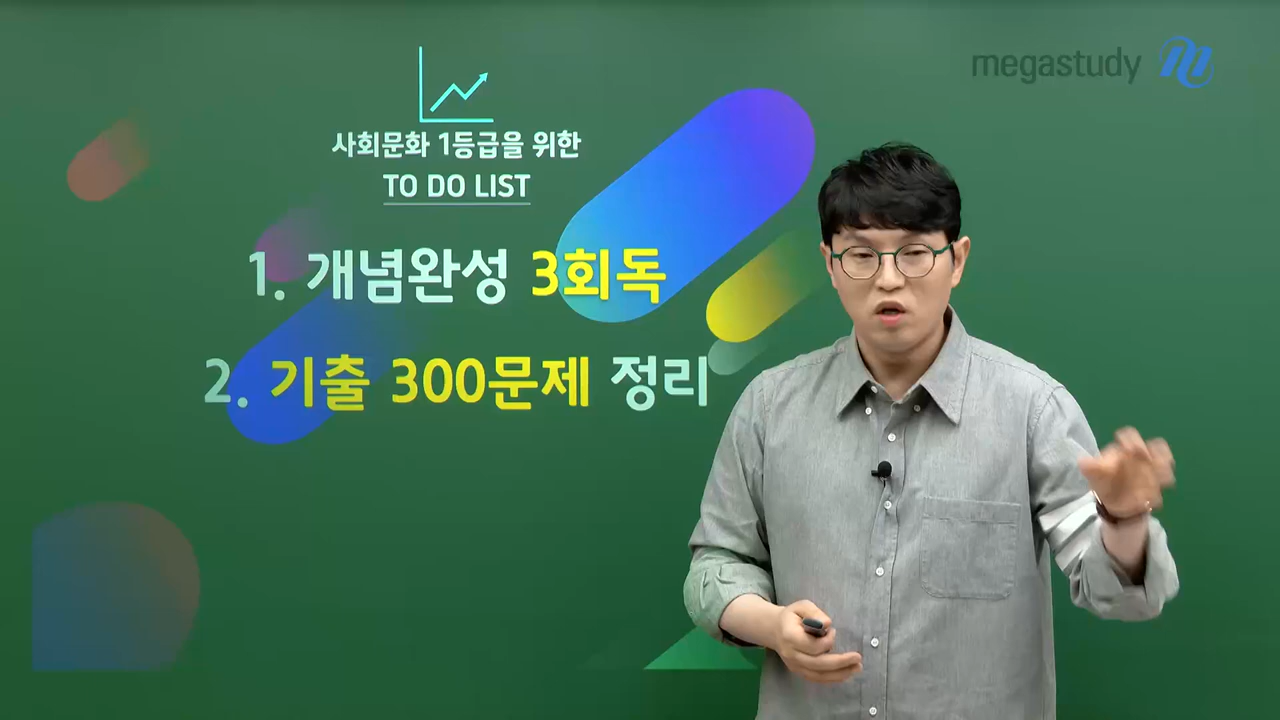 megastudy
사회문화 1등급을 위한
TO DO LIST
1. 개념완성 3회독
2. 기출 300문제 정리